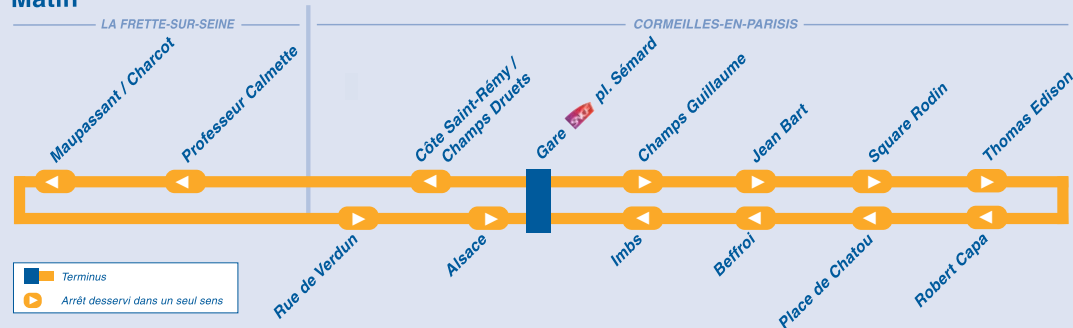 Matin
LA FRETTE-SUR-SEINE
CORMEILLES-EN-PARISIS
Maupassant / Charcot
Professeur Calmette
Côte Saint-Rémy /
Champs Druets
Gare SNCF pl. Sémard
Champs Guillaume
Jean Bart
Square Rodin
Thomas Edison
Rue de Verdun
Alsace
Imbs
Beffroi
Place de Chatou
Robert Capa
Terminus
Arrêt desservi dans un seul sens